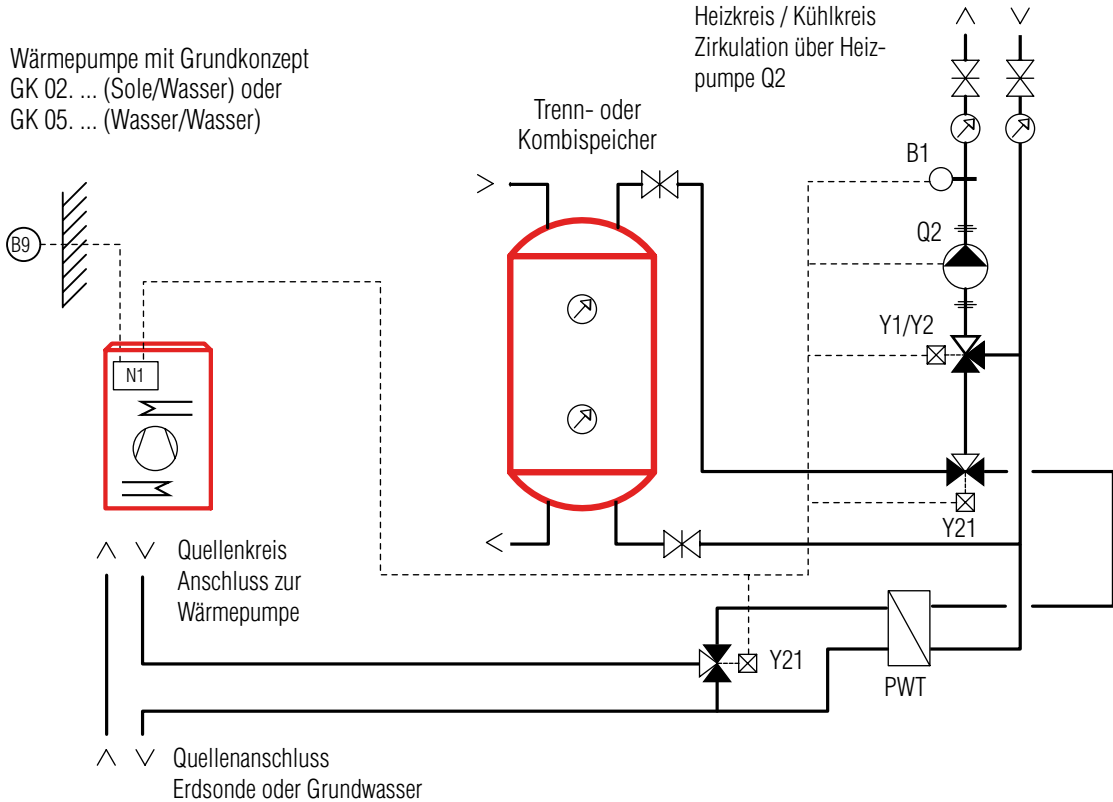 Wärmepumpe mit Grundkonzept
GK 02. ... (Sole/Wasser) oder
GK 05. ... (Wasser/Wasser)
Heizkreis / Kühlkreis
Zirkulation über Heiz-
pumpe Q2
Trenn- oder
Kombispeicher
B1
B9
Q2
Y1/Y2
N1
Y21
Quellenkreis
Anschluss zur
Wärmepumpe
Y21
PWT
Quellenanschluss
Erdsonde oder Grundwasser